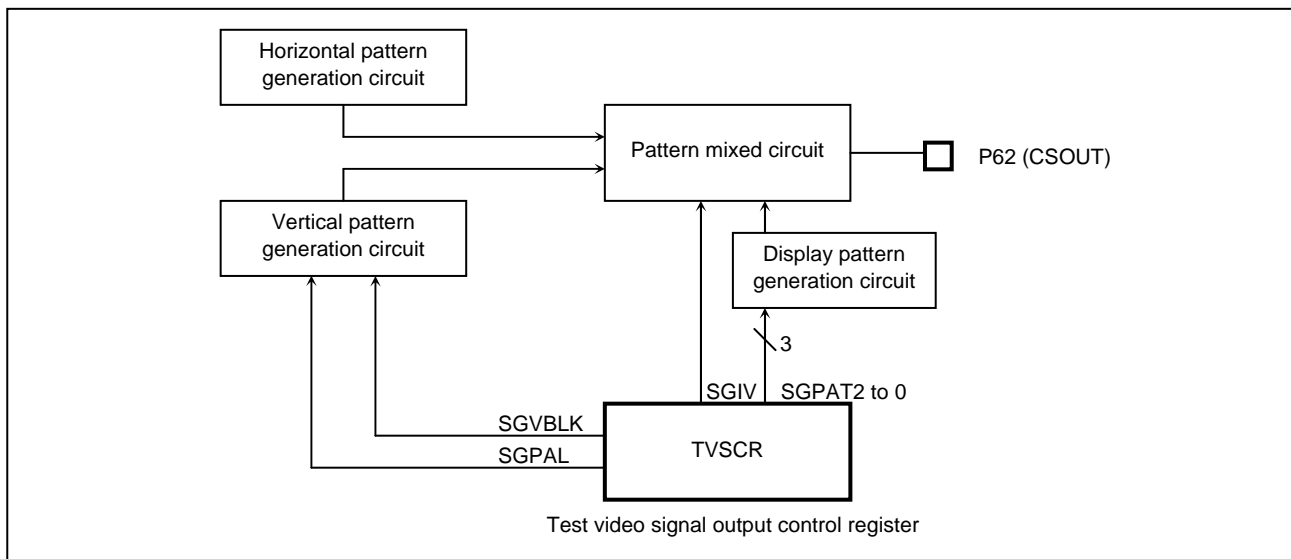 Horizontal pattern
generation circuit
Pattern mixed circuit
P62 (CSOUT)
Vertical pattern
generation circuit
Display pattern
generation circuit
3
SGIV
SGPAT2 to 0
SGVBLK
SGPAL
TVSCR
Test video signal output control register